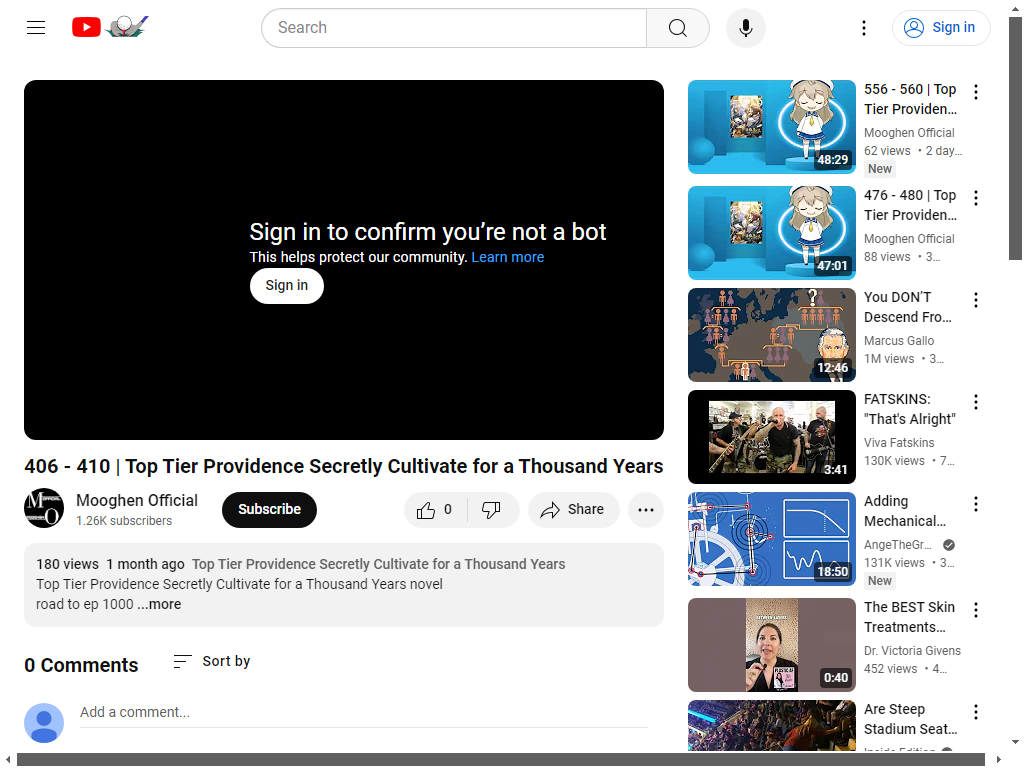 Search
Sign in
Sign in to confirm you’re not a bot
This helps protect our community. Learn more
Sign in
406 - 410 | Top Tier Providence Secretly Cultivate for a Thousand Years
Mooghen Official
1.26K subscribers
Subscribe
0
Share
180 views 1 month ago Top Tier Providence Secretly Cultivate for a Thousand Years
Top Tier Providence Secretly Cultivate for a Thousand Years novel
road to ep 1000 ...more
0 Comments
Sort by
Add a comment...
48:29
556 - 560 | Top
Tier Providen…
Mooghen Official
62 views • 2 day…
New
47:01
476 - 480 | Top
Tier Providen…
Mooghen Official
88 views • 3…
12:46
You DON’T
Descend Fro…
Marcus Gallo
1M views • 3…
3:41
FATSKINS:
"That's Alright"
Viva Fatskins
130K views • 7…
18:50
Adding
Mechanical…
AngeTheGr…
131K views • 3…
New
0:40
The BEST Skin
Treatments…
Dr. Victoria Givens
452 views • 4…
Are Steep
Stadium Seat…
Inside Edition